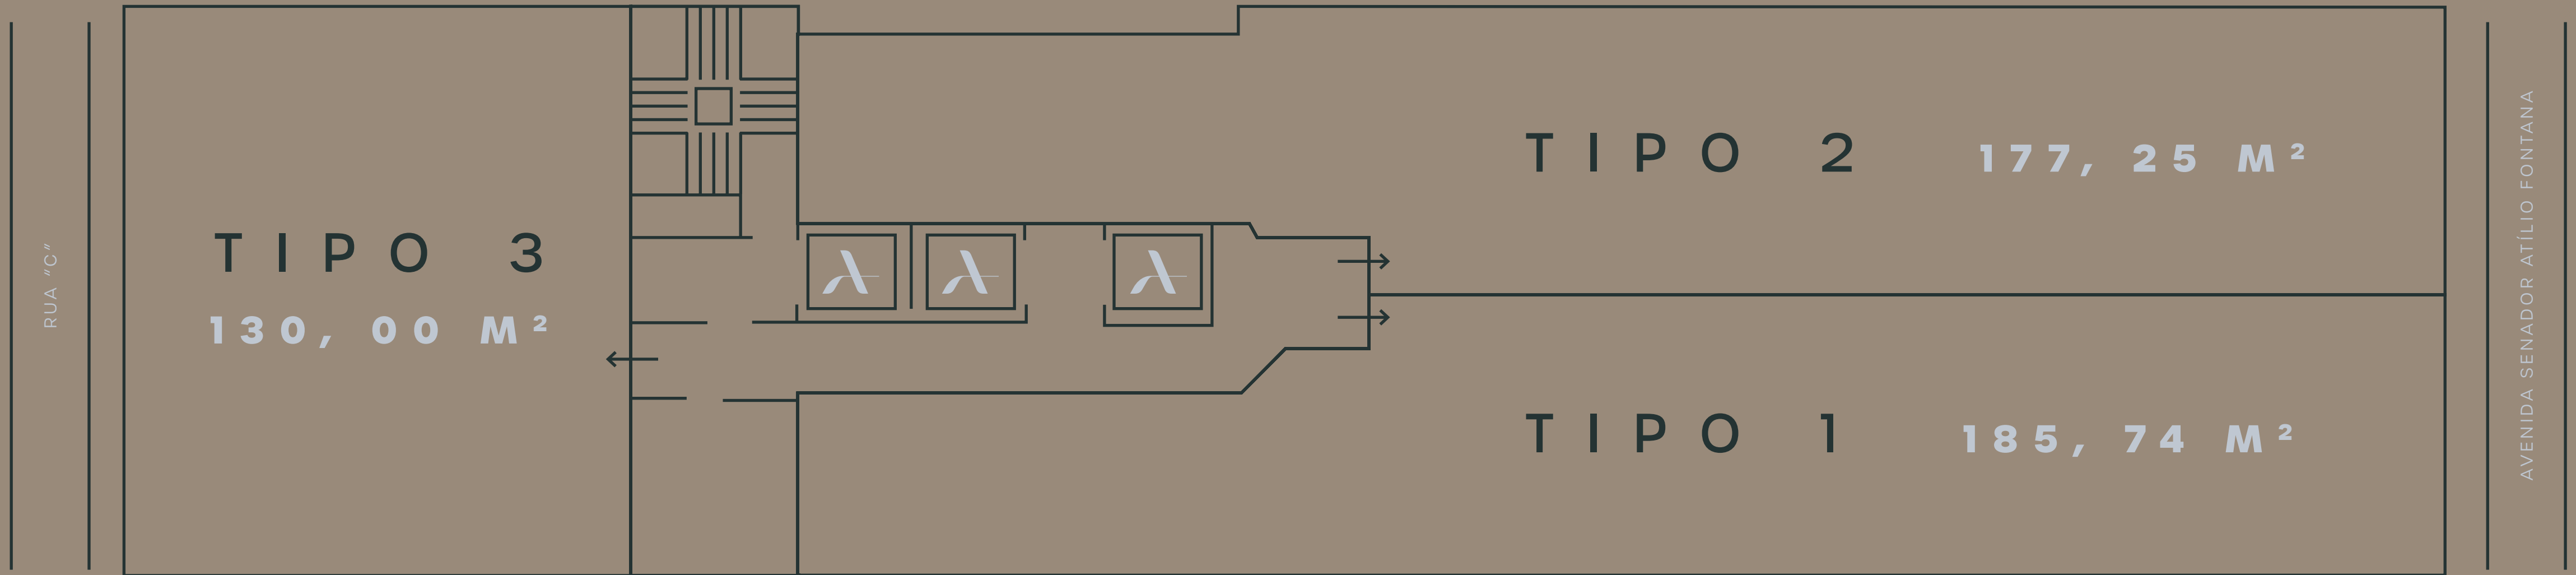 RUA "C"
TIPO 3
130, 00 M²
TIPO 2 177, 25 M²
TIPO 1 185, 74 M²
AVENIDA SENADOR ATÍLIO FONTANA